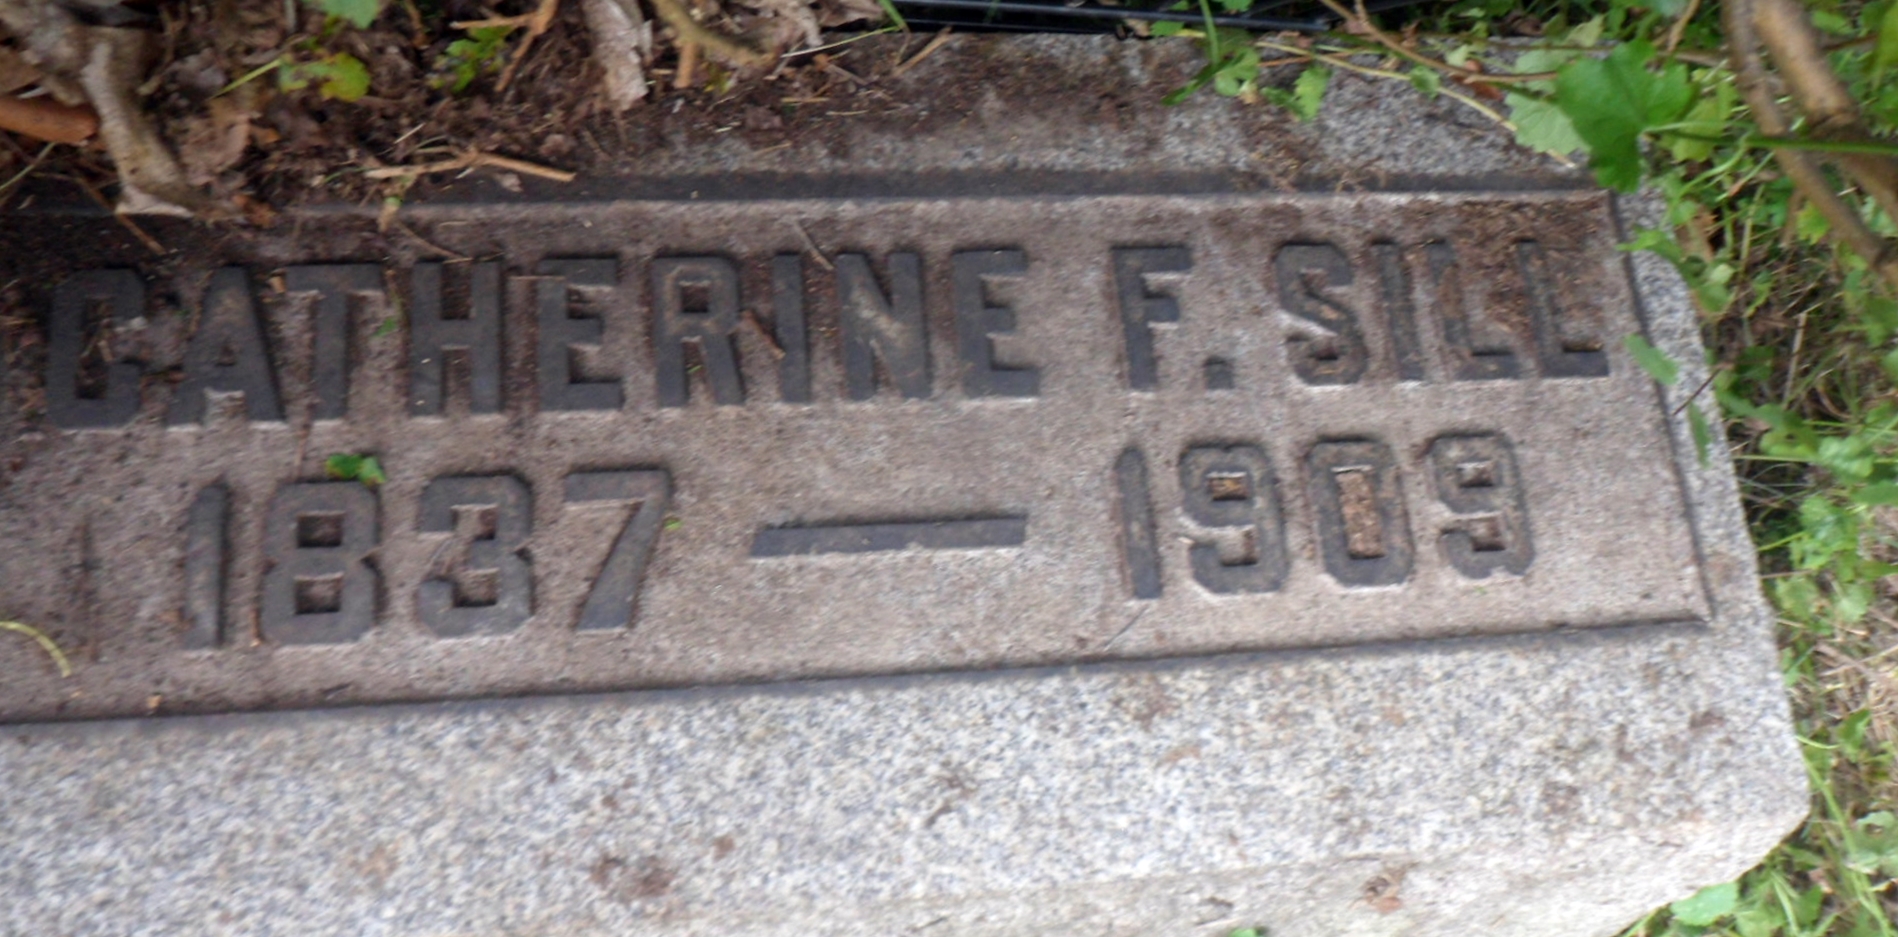 CATHERINE F. SILL
1837 — 1909